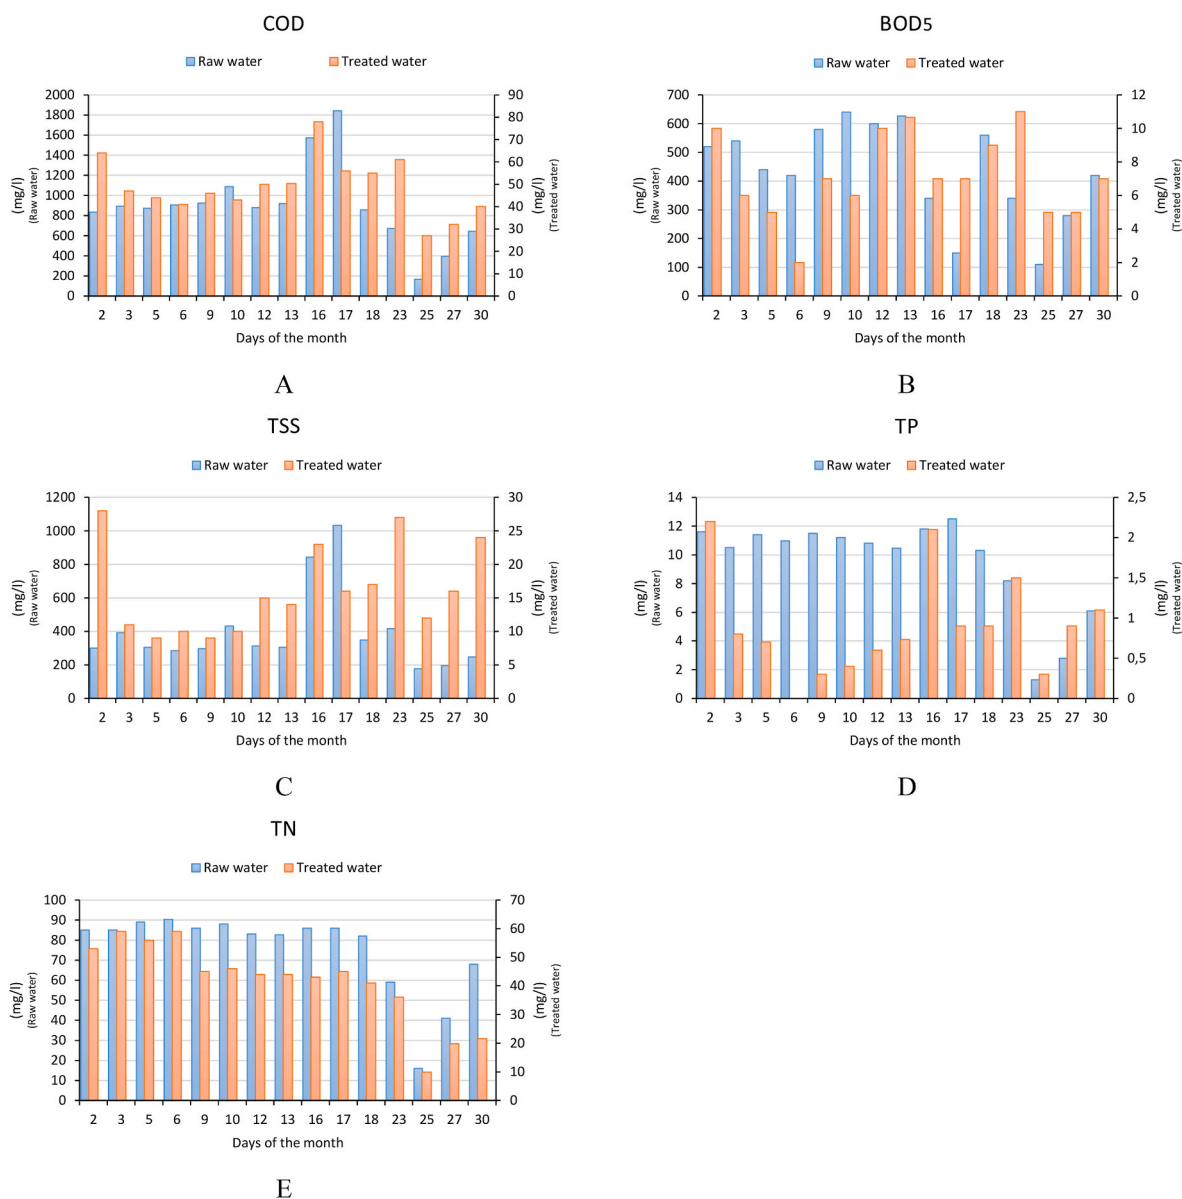 COD
Raw water Treated water
2000
1800
1600
1400
1200
1000
800
600
400
200
0
(mg/l)
(Raw water)
90
80
70
60
50
40
30
20
10
0
(mg/l)
(Treated water)
2 3 5 6 9 10 12 13 16 17 18 23 25 27 30
Days of the month
A
BOD5
Raw water Treated water
700
600
500
400
300
200
100
0
(mg/l)
(Raw water)
12
10
8
6
4
2
0
(mg/l)
(Treated water)
2 3 5 6 9 10 12 13 16 17 18 23 25 27 30
Days of the month
B
TSS
Raw water Treated water
1200
1000
800
600
400
200
0
(mg/l)
(Raw water)
30
25
20
15
10
5
0
(mg/l)
(Treated water)
2 3 5 6 9 10 12 13 16 17 18 23 25 27 30
Days of the month
C
TP
Raw water Treated water
14
12
10
8
6
4
2
0
(mg/l)
(Raw water)
2,5
2
1,5
1
0,5
0
(mg/l)
(Treated water)
2 3 5 6 9 10 12 13 16 17 18 23 25 27 30
Days of the month
D
TN
Raw water Treated water
100
90
80
70
60
50
40
30
20
10
0
(mg/l)
(Raw water)
70
60
50
40
30
20
10
0
(mg/l)
(Treated water)
2 3 5 6 9 10 12 13 16 17 18 23 25 27 30
Days of the month
E